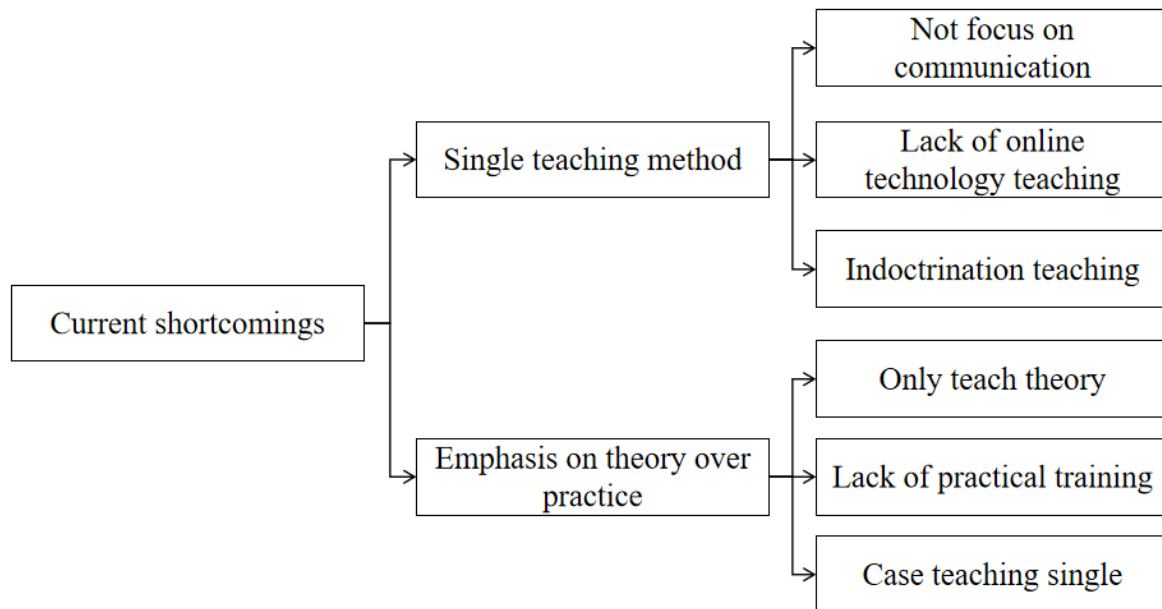 Current shortcomings
Single teaching method
Not focus on
communication
Lack of online
technology teaching
Indoctrination teaching
Emphasis on theory over
practice
Only teach theory
Lack of practical training
Case teaching single